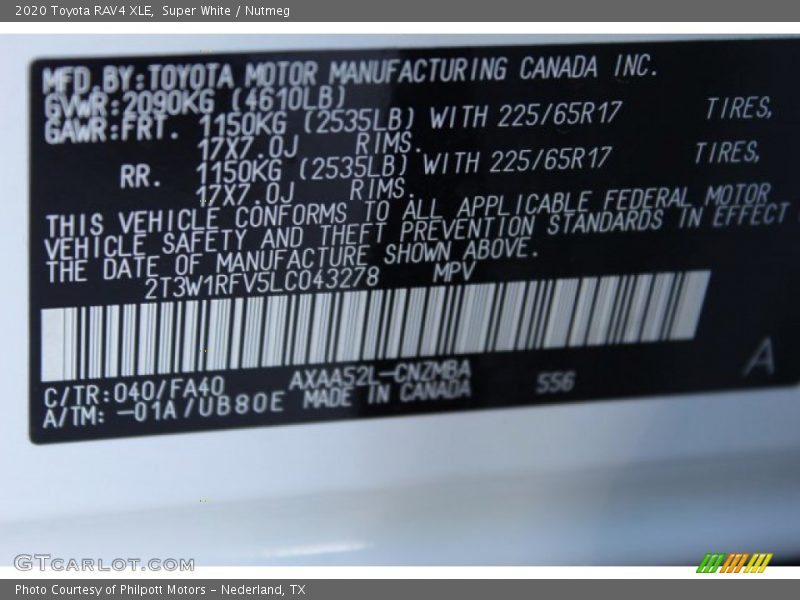 2020 Toyota RAV4 XLE, Super White / Nutmeg
MFD.BY:TOYOTA MOTOR MANUFACTURING CANADA INC.
GVWR:2090KG (4610LB)
GAWR:FRT. 1150KG (2535LB) WITH 225/65R17 TIRES,
17X7.0J RIMS.
RR. 1150KG (2535LB) WITH 225/65R17 TIRES,
17X7.0J RIMS.
THIS VEHICLE CONFORMS TO ALL APPLICABLE FEDERAL MOTOR
VEHICLE SAFETY AND THEFT PREVENTION STANDARDS IN EFFECT
THE DATE OF MANUFACTURE SHOWN ABOVE.
2T3W1RFV5LC043278 MPV
C/TR:040/FA40 AXAA52L-CNZMBA 556
A/TM: -01A/UB80E MADE IN CANADA
A
GTcarlot.com
Photo Courtesy of Philpott Motors - Nederland, TX